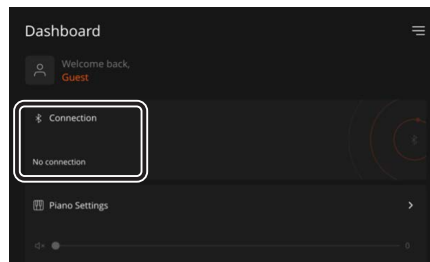 Dashboard
Welcome back,
Guest
Connection
No connection
Piano Settings
0